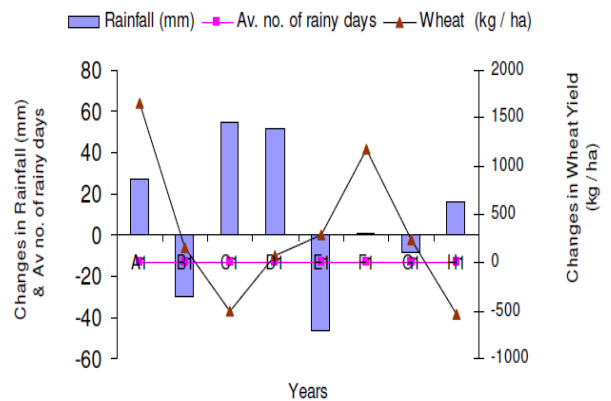 Rainfall (mm) Av. no. of rainy days Wheat (kg / ha)
Changes in Rainfall (mm)
& Av no. of rainy days
80
60
40
20
0
-20
-40
-60
2000
1500
1000
500
0
-500
-1000
Changes in Wheat Yield
(kg / ha)
A1 B1 C1 D1 E1 F1 G1 H1
Years